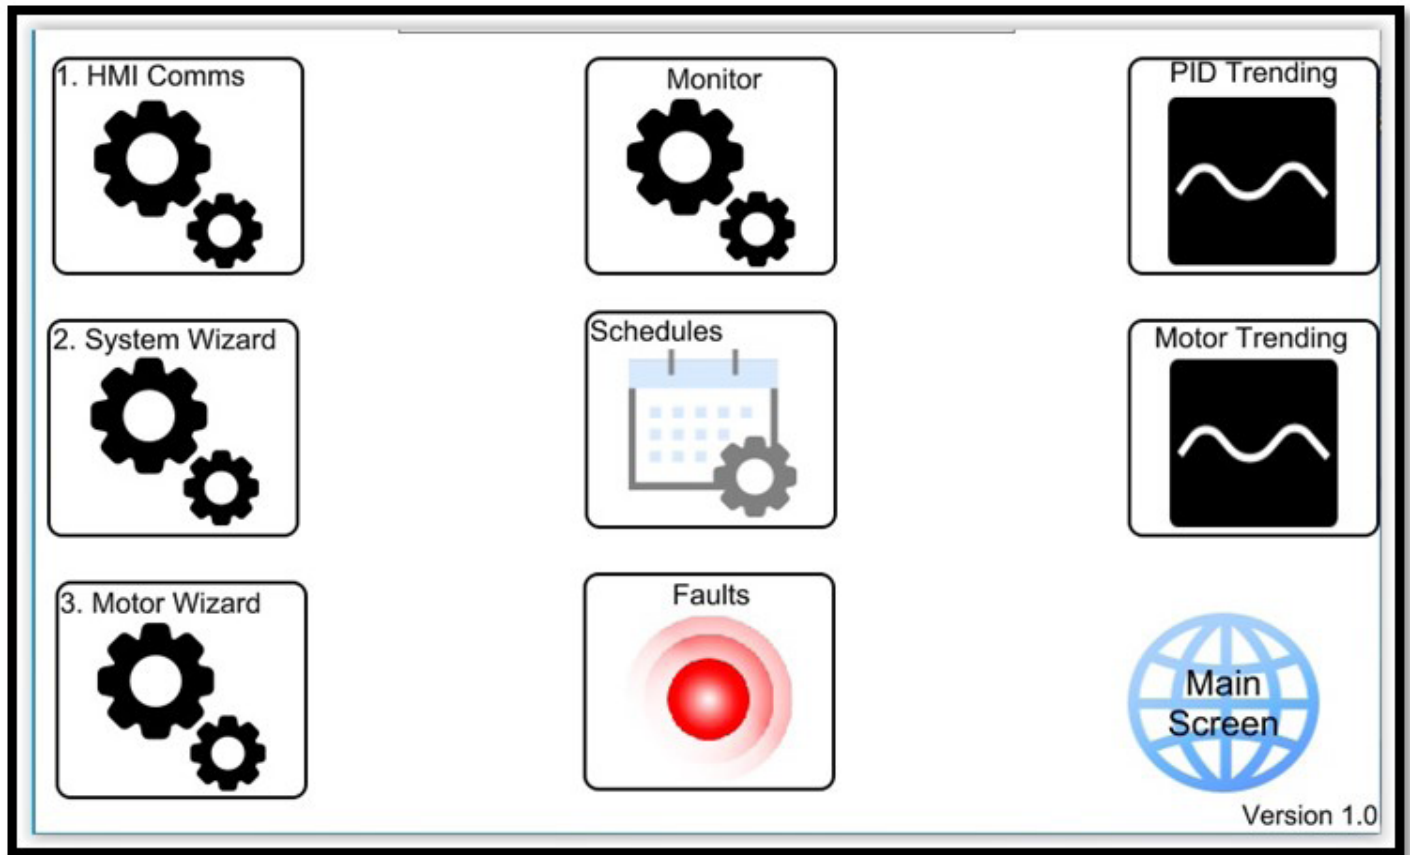 1. HMI Comms
Monitor
PID Trending
2. System Wizard
Schedules
Motor Trending
3. Motor Wizard
Faults
Main
Screen
Version 1.0